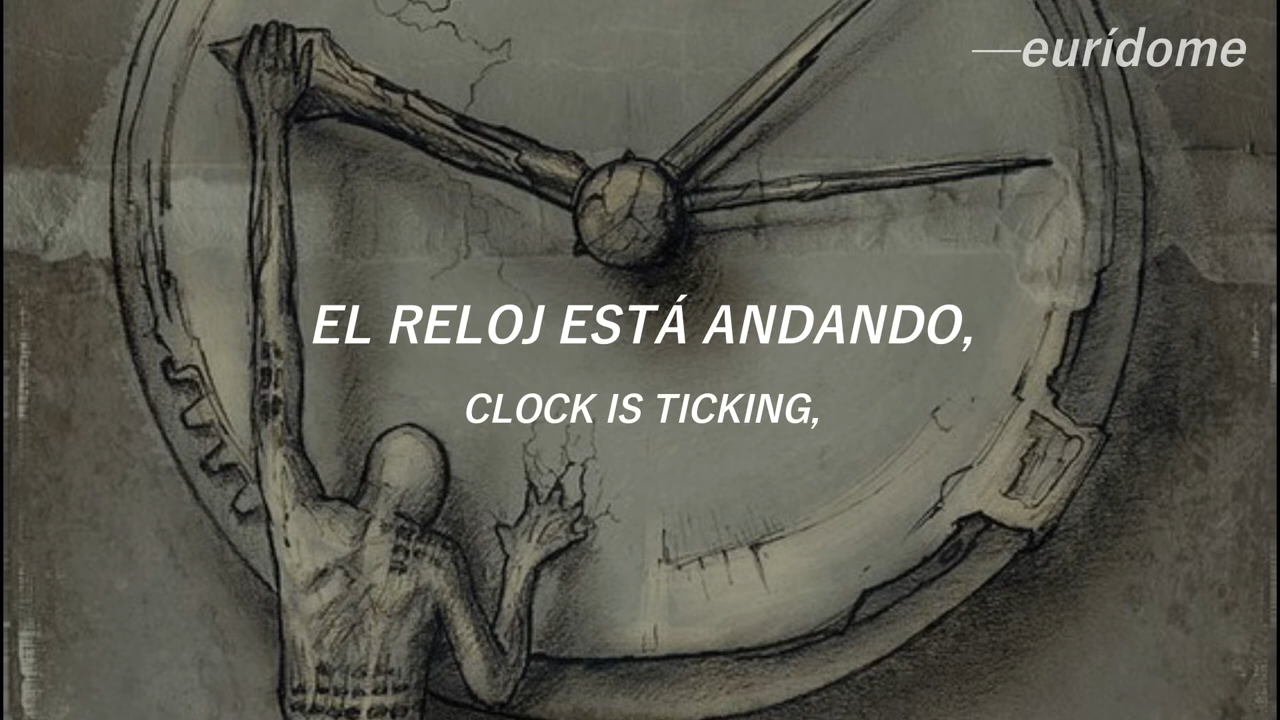 —eurídome
EL RELOJ ESTÁ ANDANDO,
CLOCK IS TICKING,